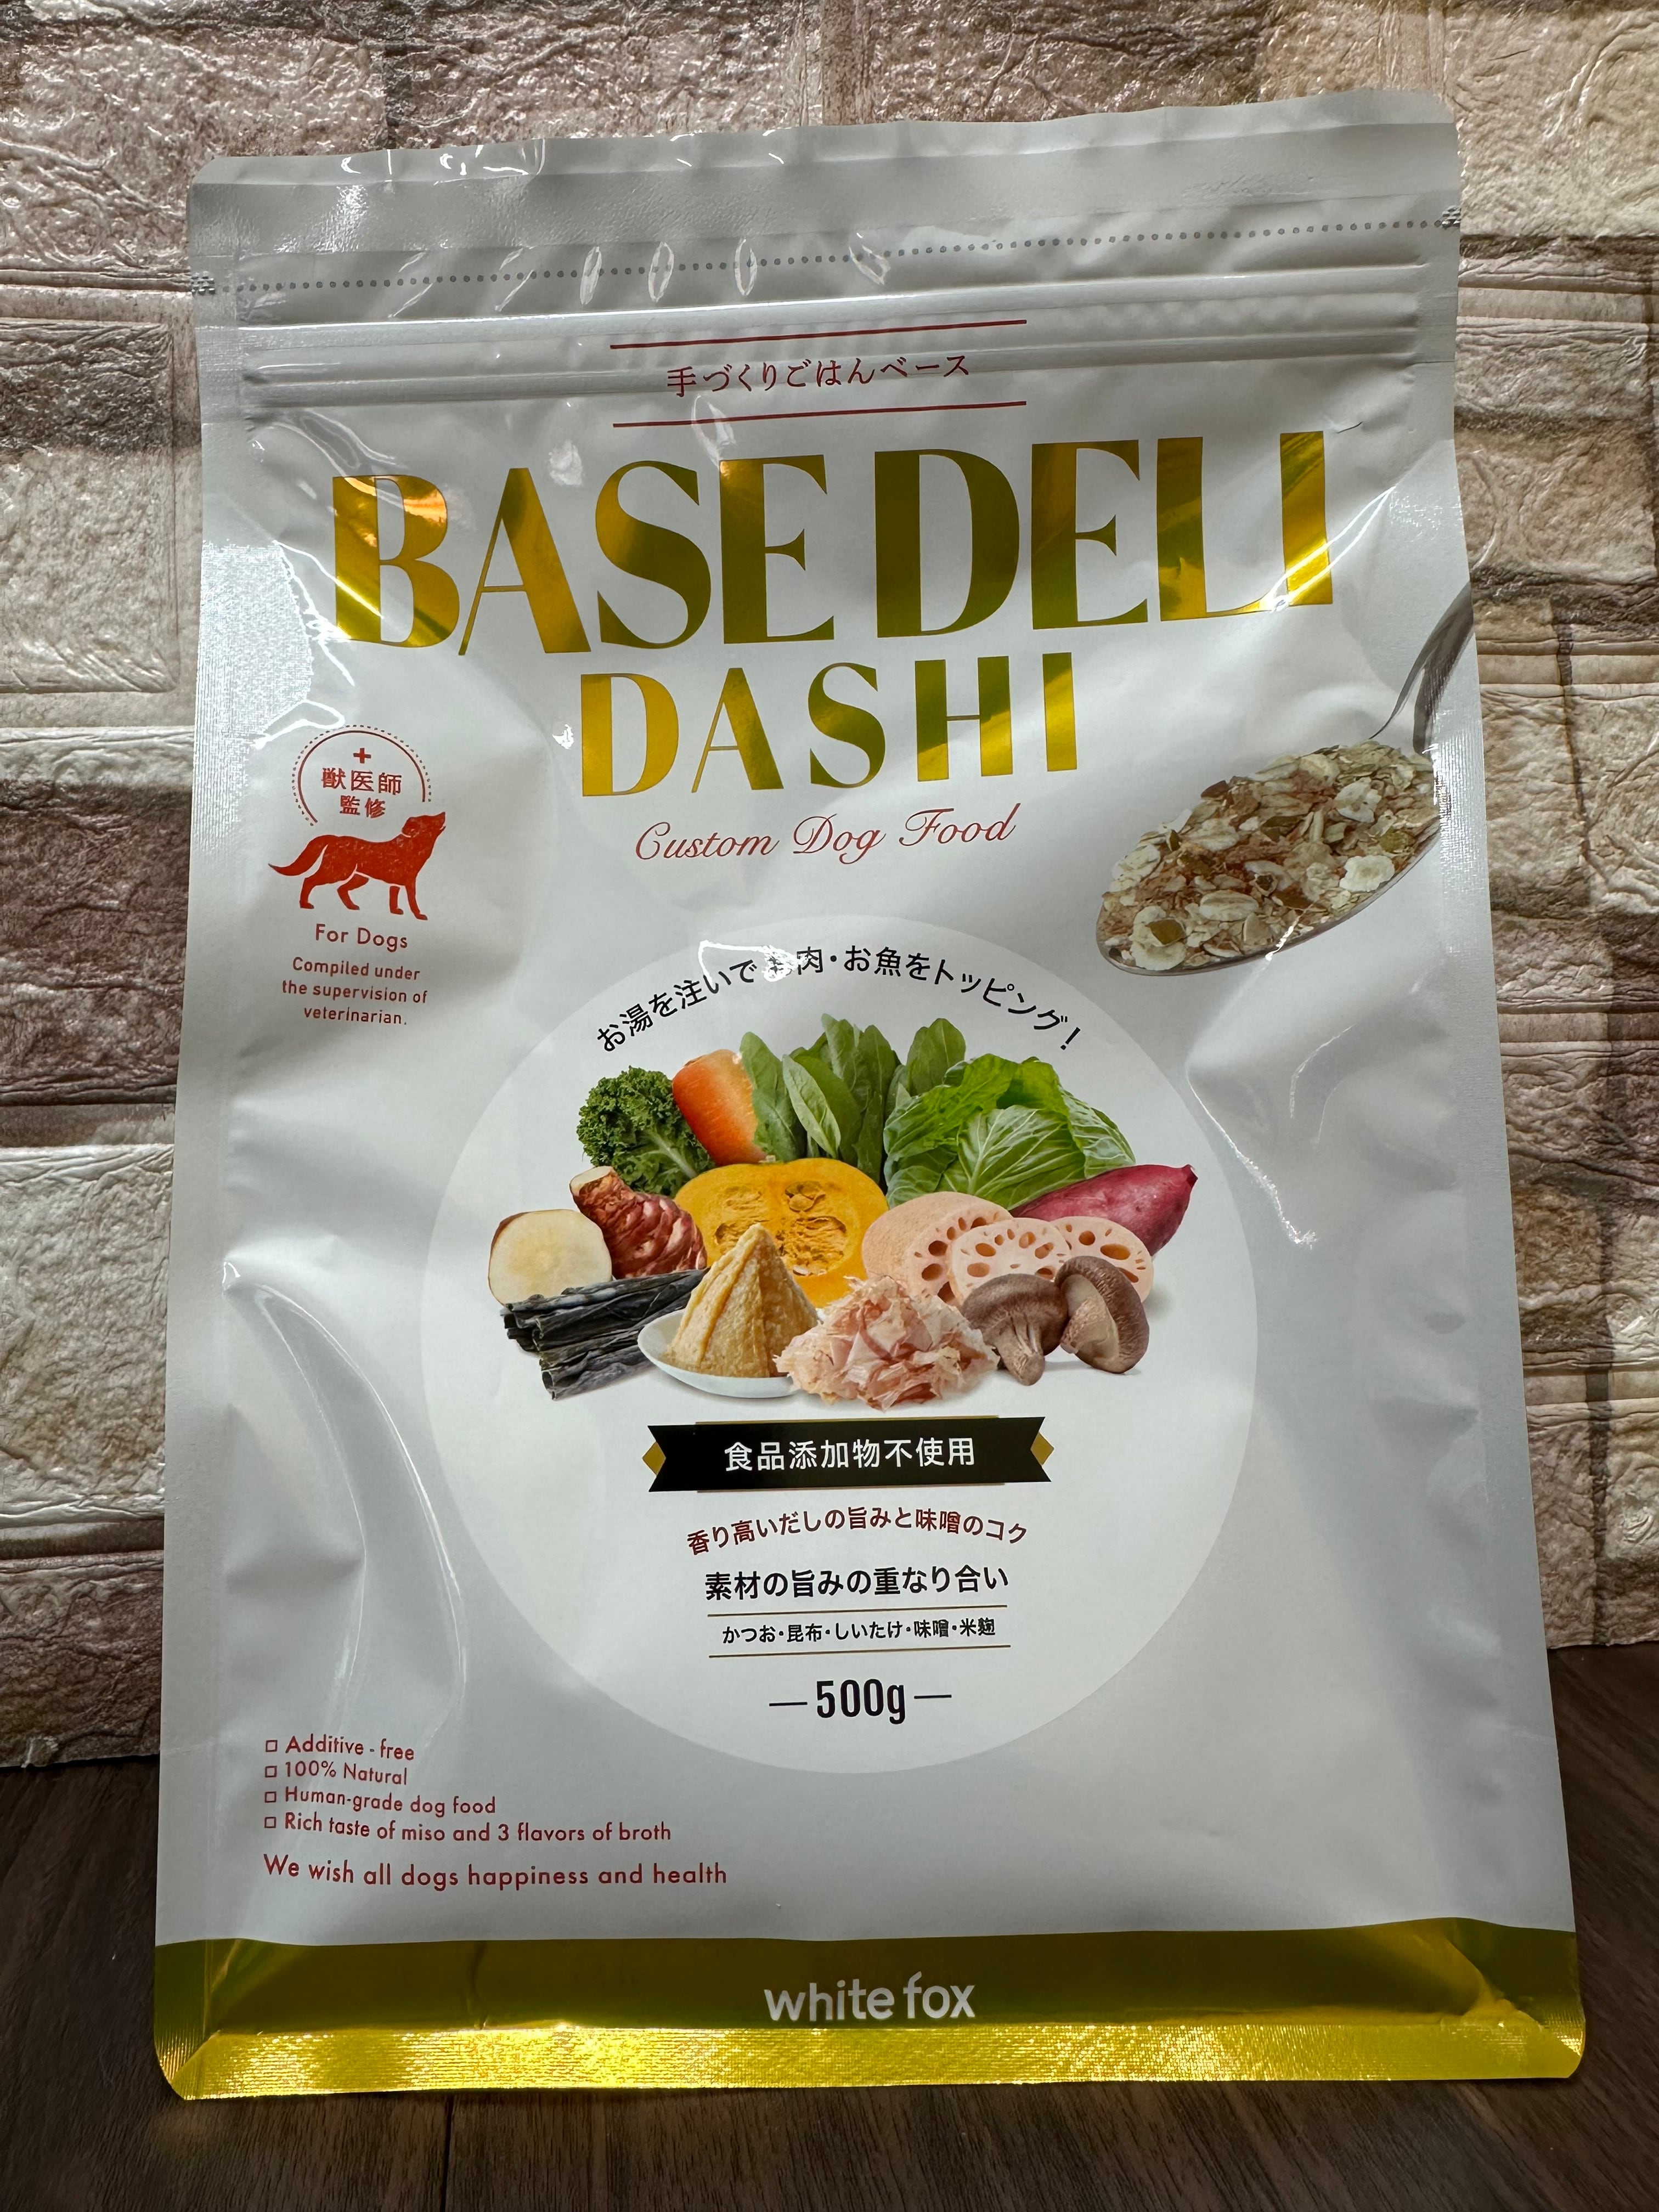 手づくりごはんベース
BASE DELI
DASHI
Custom Dog Food
獣医師
監修
For Dogs
Compiled under
the supervision of
veterinarian.
お湯を注いでお肉・お魚をトッピング!
食品添加物不使用
香り高いだしの旨みと味噌のコク
素材の旨みの重なり合い
かつお・昆布・しいたけ・味噌・米麹
500g
Additive - free
100% Natural
Human-grade dog food
Rich taste of miso and 3 flavors of broth
We wish all dogs happiness and health
white fox